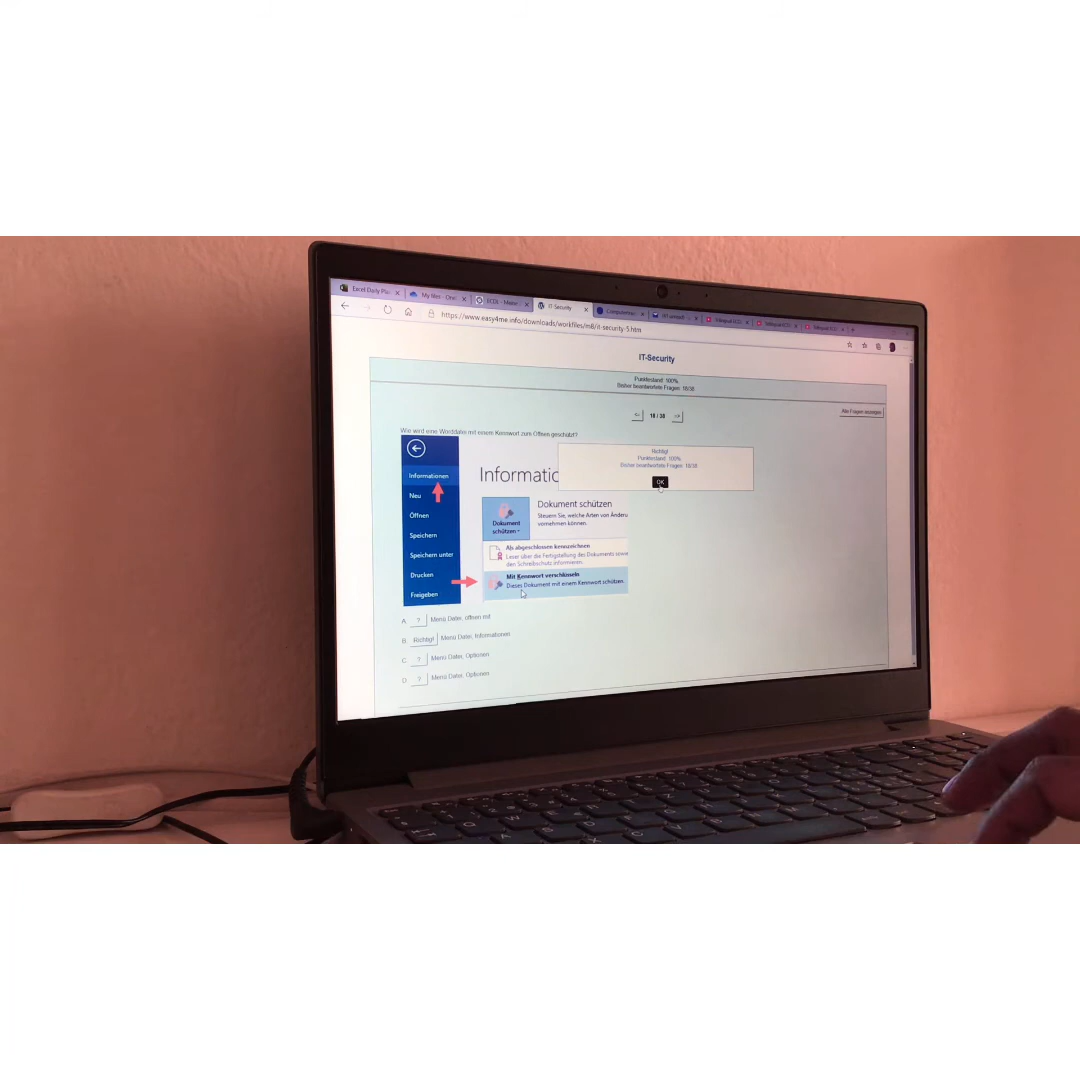 Excel Daily Pla
My files - One
ECDL - Makei
IT-Security
https://www.easy4me.info/downloads/workfiles/m8/it-security-5.htm
IT-Security
Punktestand: 100%
Bisher beantwortete Fragen: 18/38
<= 18 / 38 =>
Alle Fragen anzeigen
Wie wird eine Worddatei mit einem Kennwort zum Öffnen geschützt?
Richtig!
Punktestand: 100%
Bisher beantwortete Fragen: 18/38
OK
Informationen
Neu
Öffnen
Speichern
Speichern unter
Drucken
Freigeben
Informatio
Dokument
schützen
Dokument schützen
Steuern Sie, welche Arten von Änderu
vornehmen können.
Als abgeschlossen kennzeichnen
Leser über die Fertigstellung des Dokuments sowie
den Schreibschutz informieren.
Mit Kennwort verschlüsseln
Dieses Dokument mit einem Kennwort schützen.
A. ? Menü Datei, öffnen mit
B. Richtig! Menü Datei, Informationen
C. ? Menü Datei, Optionen
D. ? Menü Datei, Optionen